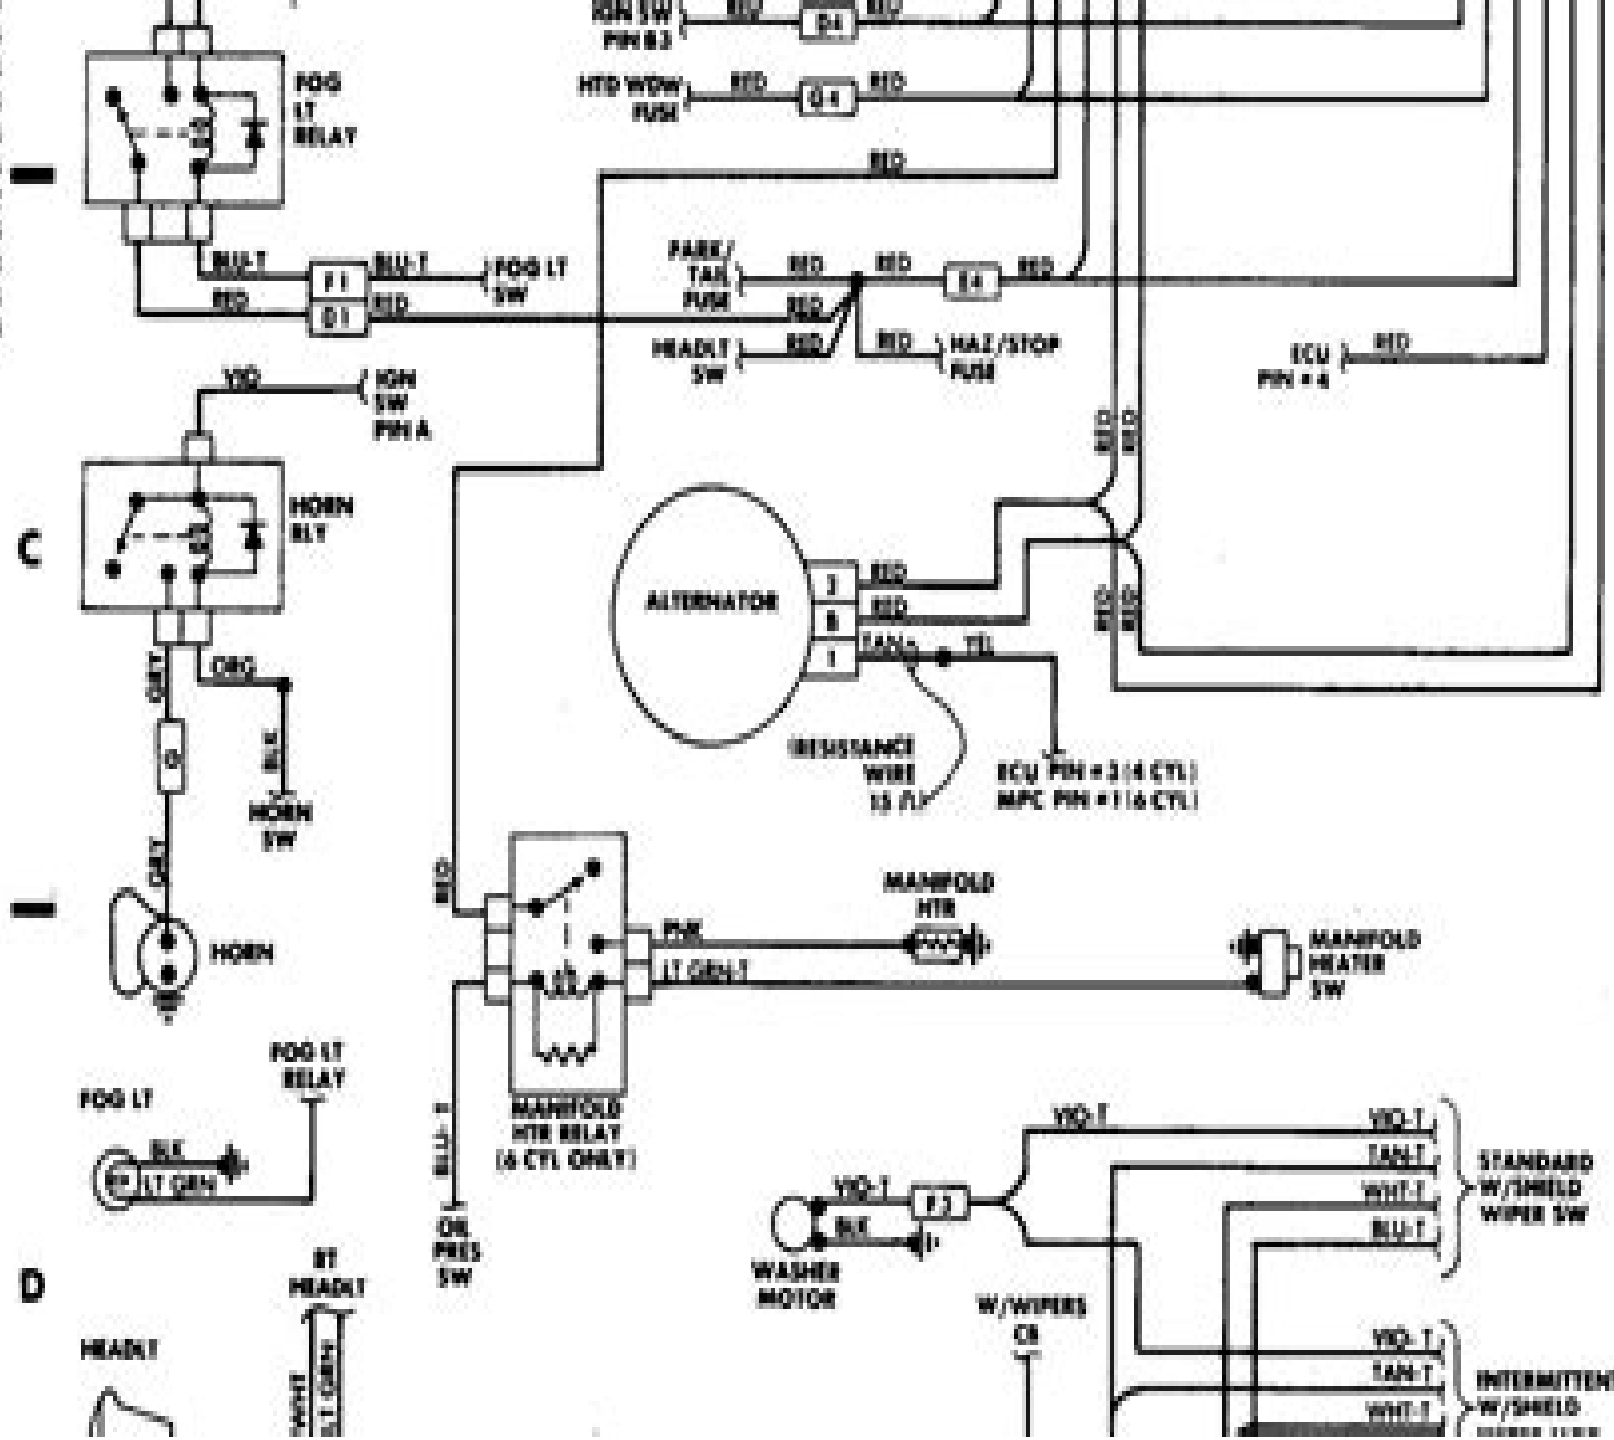 IGN SW
PIN B3
RED
D4
RED
HTD WDW
FUSE
RED
G4
RED
FOG
LT
RELAY
RED
BLU-T
F1
BLU-T
FOG LT
SW
RED
D1
RED
PARK/
TAIL
FUSE
RED
RED
E4
RED
RED
HEADLT
SW
RED
RED
HAZ/STOP
FUSE
ECU
PIN #4
RED
VIO
IGN
SW
PIN A
RED
RED
HORN
RLY
C
ALTERNATOR
2
RED
B
RED
1
TAN
YEL
RED
RED
GRY
ORG
BLK
HORN
SW
GRY
HORN
(RESISTANCE
WIRE
ECU PIN #2 (4 CYL)
MPC PIN #1 (6 CYL)
RED
PNK
MANIFOLD
HTR
LT GRN-T
MANIFOLD
HEATER
SW
MANIFOLD
HTR RELAY
(6 CYL ONLY)
BLU-T
OIL
PRES
SW
FOG LT
RELAY
FOG LT
BLK
LT GRN
D
RT
HEADLT
HEADLT
WHT
LT GRN
VIO-T
BLK
F2
WASHER
MOTOR
VIO-T
VIO-T
TAN-T
WHT-T
BLU-T
STANDARD
W/SHIELD
WIPER SW
W/WIPERS
CB
VIO-T
TAN-T
WHT-T
INTERMITTENT
W/SHIELD